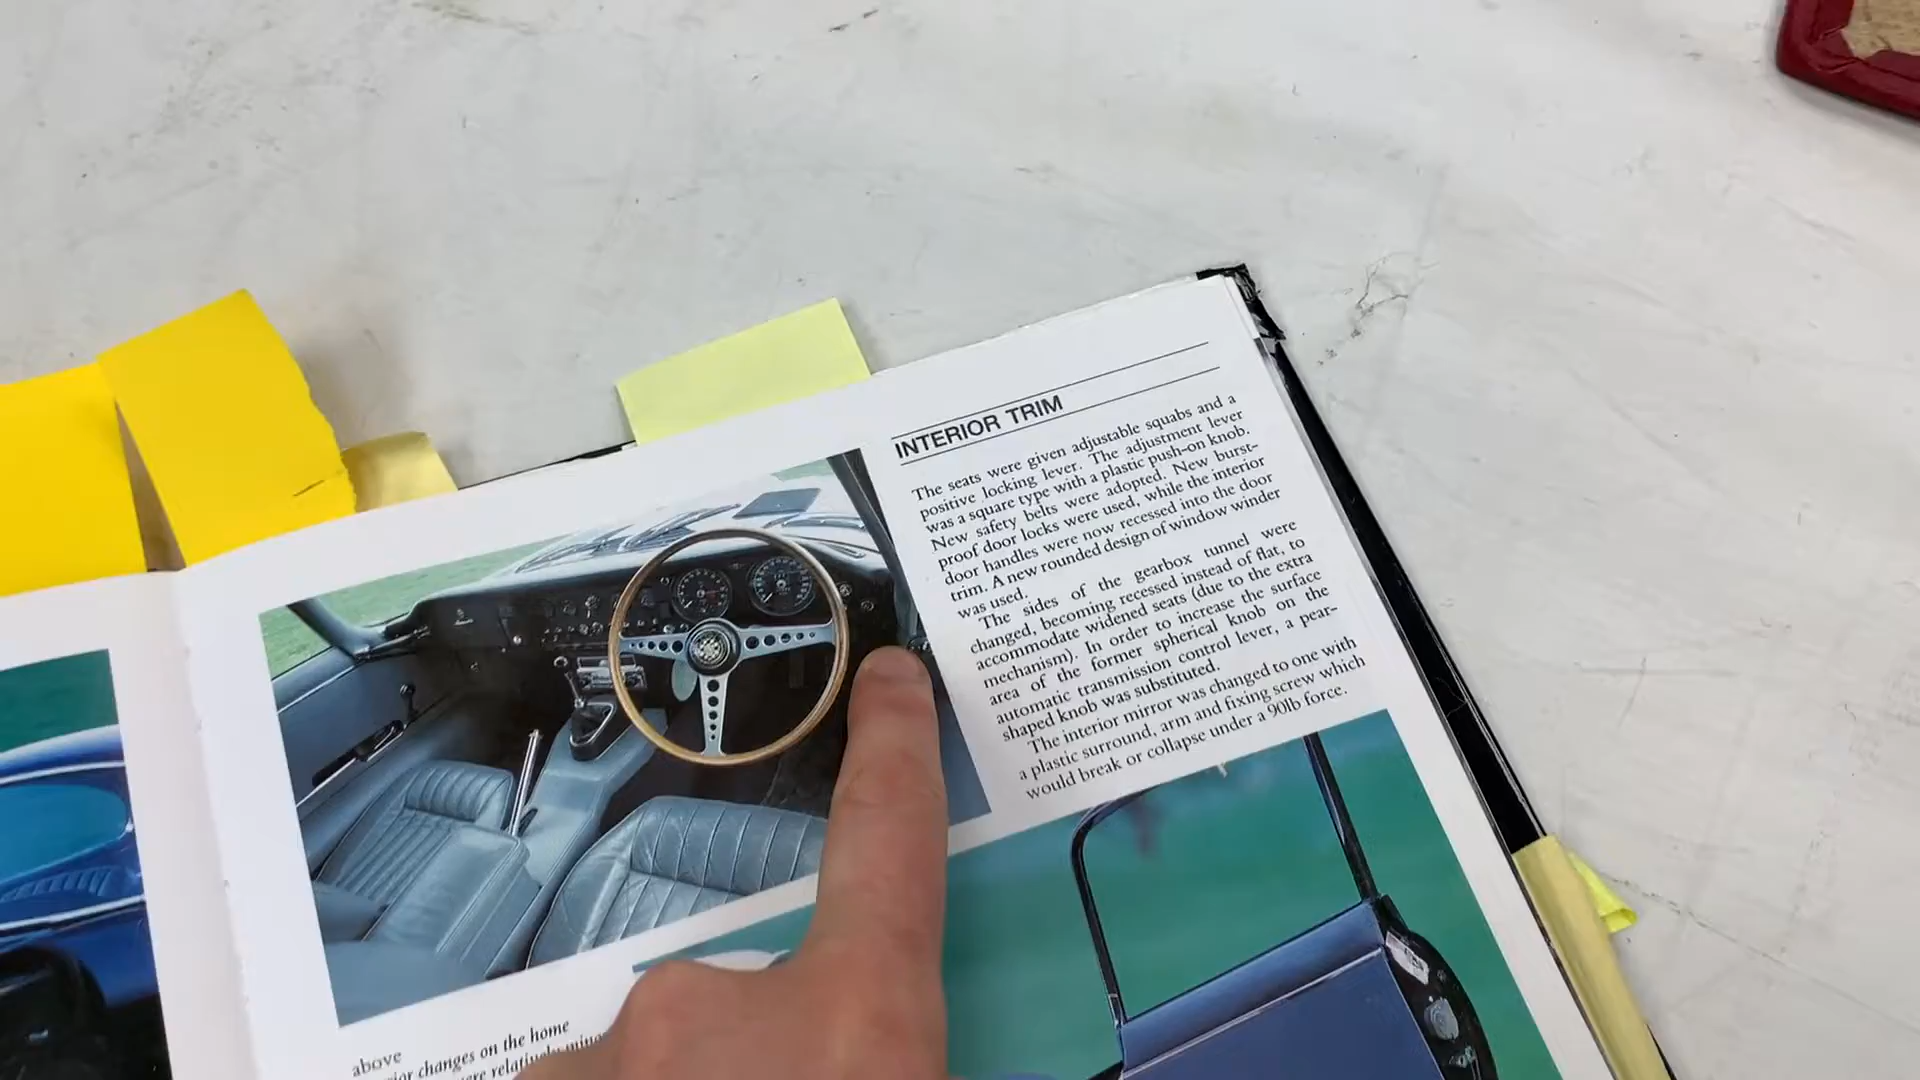 INTERIOR TRIM
The seats were given adjustable squabs and a
positive locking lever. The adjustment lever
was a square type with a plastic push-on knob.
New safety belts were adopted. New burst-
proof door locks were used, while the interior
door handles were now recessed into the door
trim. A new rounded design of window winder
was used.
The sides of the gearbox tunnel were
changed, becoming recessed instead of flat, to
accommodate widened seats (due to the extra
mechanism). In order to increase the surface
area of the former spherical knob on the
automatic transmission control lever, a pear-
shaped knob was substituted.
The interior mirror was changed to one with
a plastic surround, arm and fixing screw which
would break or collapse under a 90lb force.
above
changes on the home
relatively